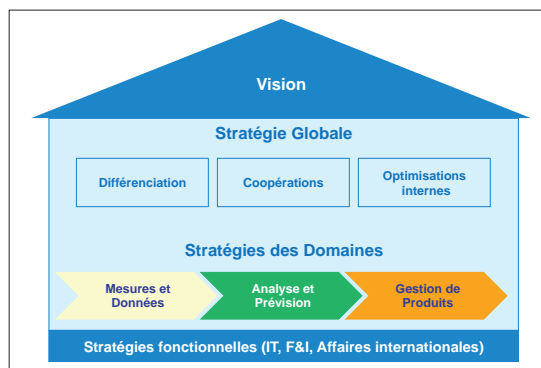 Vision
Stratégie Globale
Différenciation
Coopérations
Optimisations
internes
Stratégies des Domaines
Mesures et
Données
Analyse et
Prévision
Gestion de
Produits
Stratégies fonctionnelles (IT, F&I, Affaires internationales)